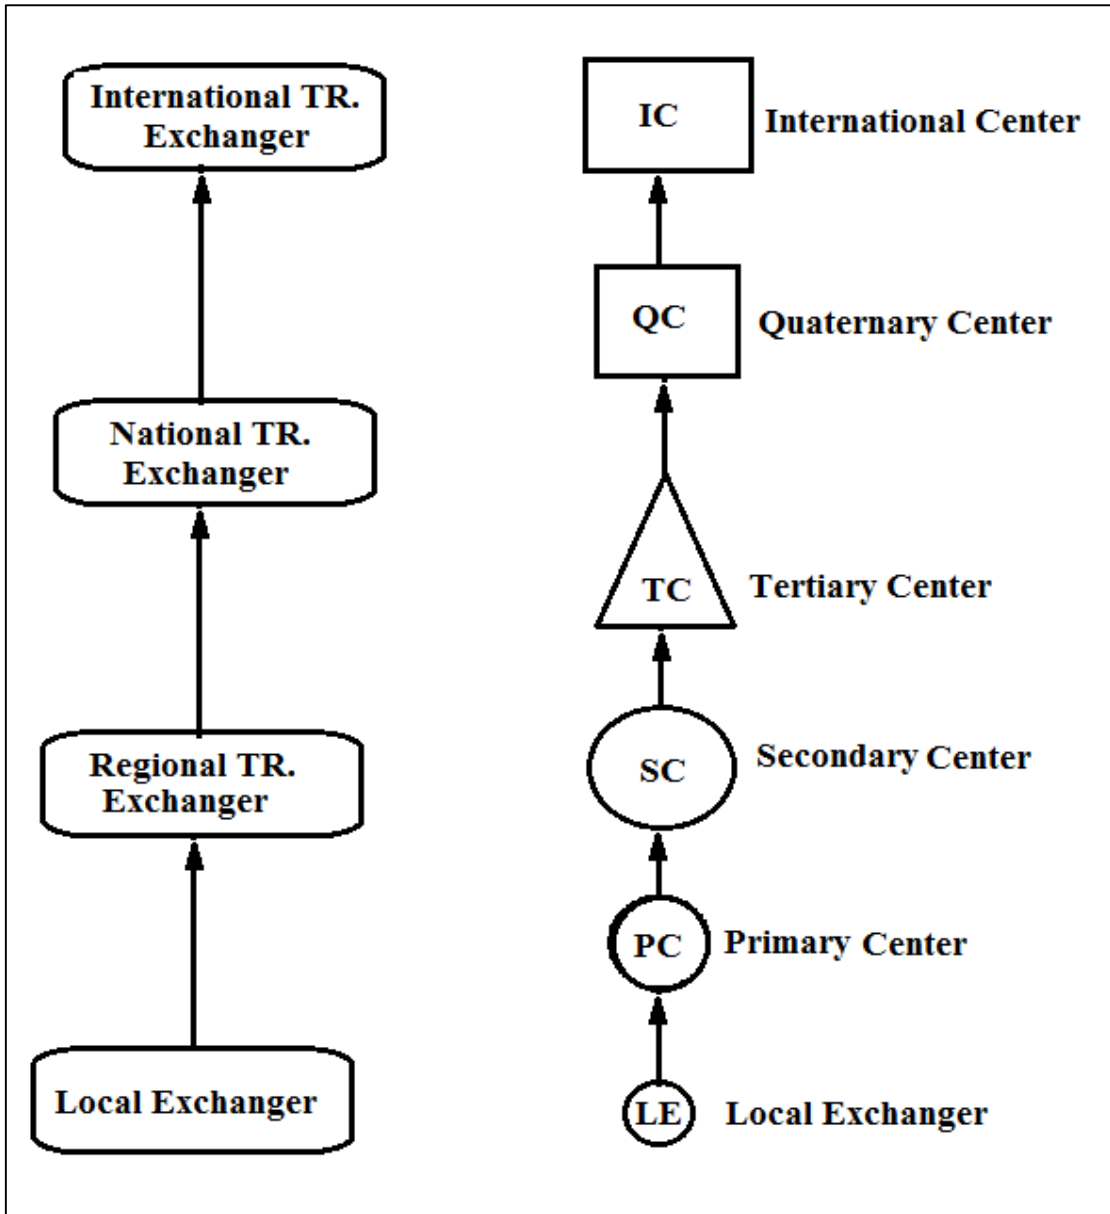 International TR.
Exchanger
National TR.
Exchanger
Regional TR.
Exchanger
Local Exchanger
IC
International Center
QC
Quaternary Center
TC
Tertiary Center
SC
Secondary Center
PC
Primary Center
LE
Local Exchanger